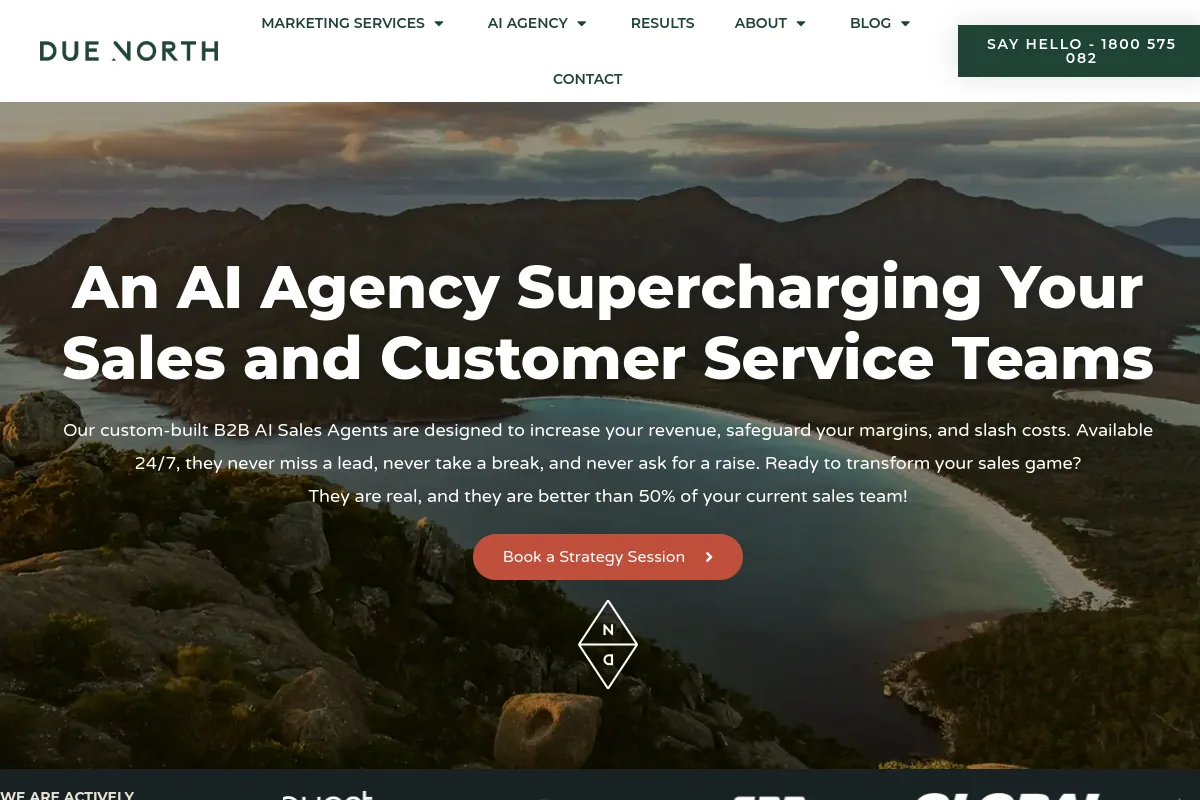 DUE NORTH
MARKETING SERVICES
AI AGENCY
RESULTS
ABOUT
BLOG
CONTACT
SAY HELLO - 1800 575
082
An AI Agency Supercharging Your
Sales and Customer Service Teams
Our custom-built B2B AI Sales Agents are designed to increase your revenue, safeguard your margins, and slash costs. Available
24/7, they never miss a lead, never take a break, and never ask for a raise. Ready to transform your sales game?
They are real, and they are better than 50% of your current sales team!
Book a Strategy Session
N
D
WE ARE ACTIVELY
GLOBAL